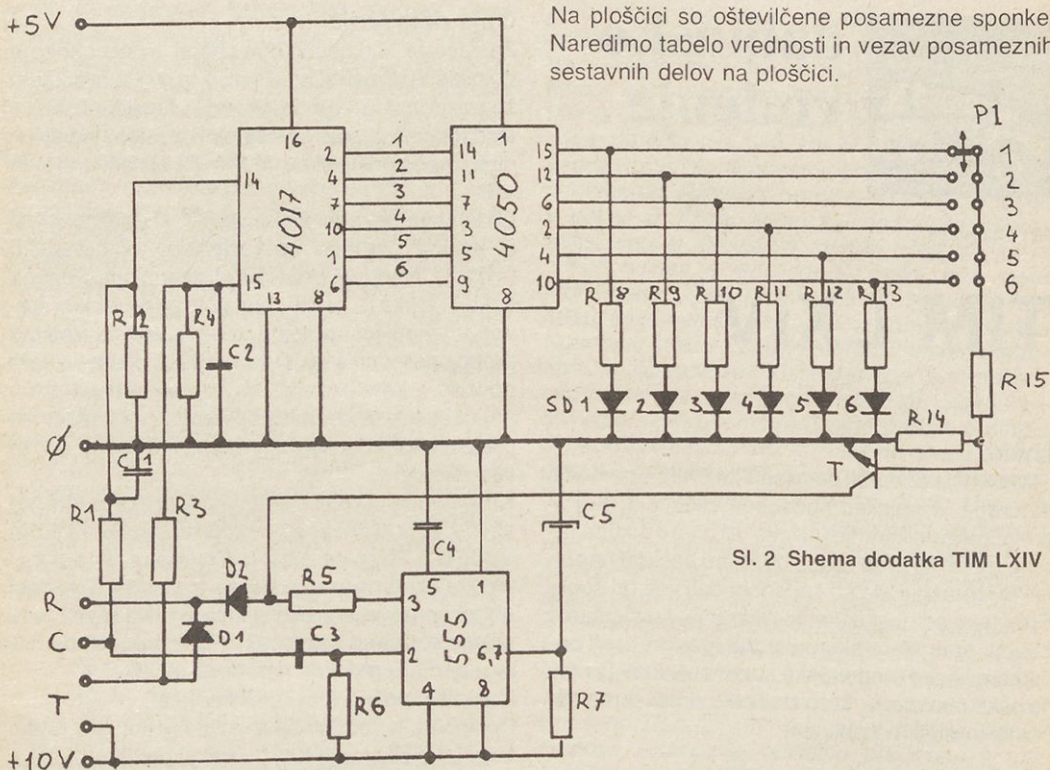 Na ploščici so oštevilčene posamezne sponke
Naredimo tabelo vrednosti in vezav posameznih
sestavnih delov na ploščici.
+5V
P1
16
1
14
2
4
7
10
1
6
15
13
8
4017
1
2
3
4
5
6
14
11
7
3
5
9
8
4050
15
12
6
2
4
10
1
2
3
4
5
6
R2
R4
C2
R8
R9
R10
R11
R12
R13
R15
SD1
2
3
4
5
6
R14
Ø
C1
T
R1
R3
C4
C5
Sl. 2 Shema dodatka TIM LXIV
D2
R5
R
D1
C3
C
3
5
1
2
6,7
4
8
555
R6
R7
T
+10V